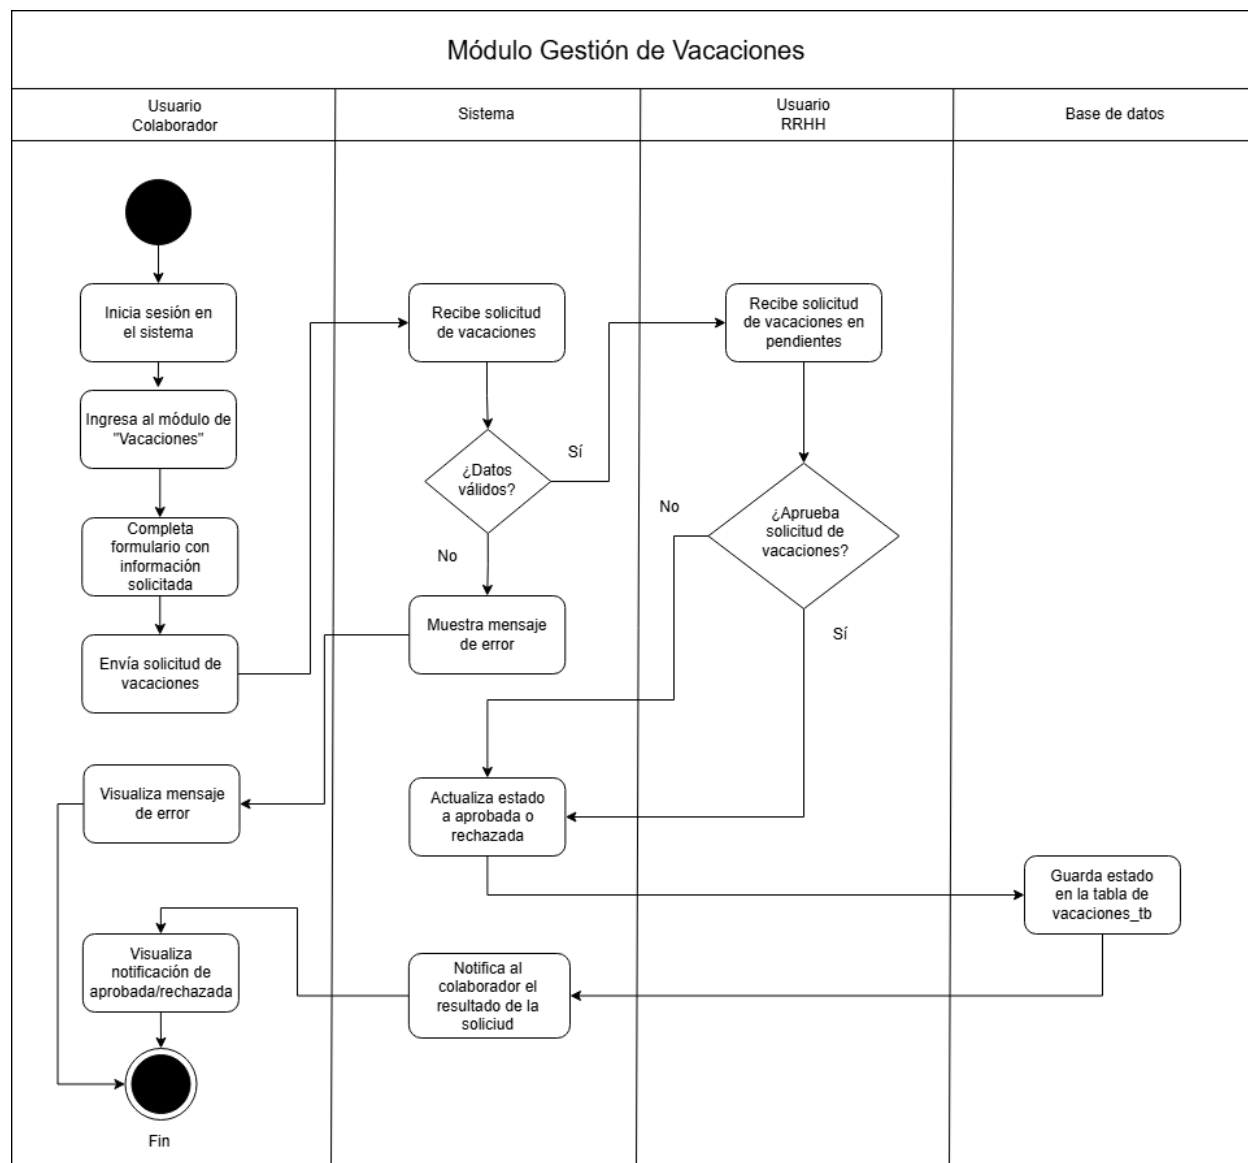 Módulo Gestión de Vacaciones
Usuario
Colaborador
Sistema
Usuario
RRHH
Base de datos
Inicia sesión en
el sistema
Ingresa al módulo de
"Vacaciones"
Completa
formulario con
información
solicitada
Envía solicitud de
vacaciones
Recibe solicitud
de vacaciones
¿Datos
válidos?
Sí
No
Muestra mensaje
de error
Visualiza mensaje
de error
Recibe solicitud
de vacaciones en
pendientes
¿Aprueba
solicitud de
vacaciones?
No
Sí
Actualiza estado
a aprobada o
rechazada
Guarda estado
en la tabla de
vacaciones_tb
Notifica al
colaborador el
resultado de la
soliciud
Visualiza
notificación de
aprobada/rechazada
Fin